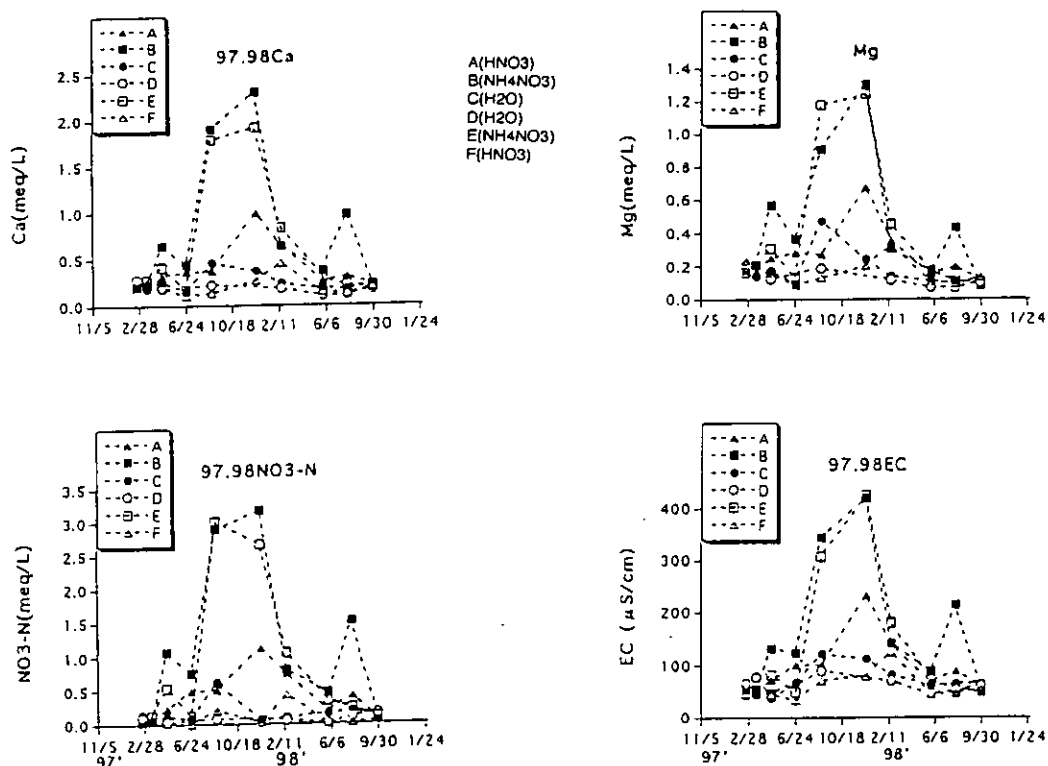 A
B
C
D
E
F
97,98Ca
Ca(meq/L)
2.5
2.0
1.5
1.0
0.5
0.0
11/5 2/28 6/24 10/18 2/11 6/6 9/30 1/24
A(HNO3)
B(NH4NO3)
C(H2O)
D(H2O)
E(NH4NO3)
F(HNO3)
A
B
C
D
E
F
Mg
Mg(meq/L)
1.4
1.2
1.0
0.8
0.6
0.4
0.2
0.0
11/5 2/28 6/24 10/18 2/11 6/6 9/30 1/24
A
B
C
D
E
F
97,98NO3-N
NO3-N(meq/L)
3.5
3.0
2.5
2.0
1.5
1.0
0.5
0.0
11/5 2/28 6/24 10/18 2/11 6/6 9/30 1/24
97' 98'
A
B
C
D
E
F
97,98EC
EC (μS/cm)
400
300
200
100
0
11/5 2/28 6/24 10/18 2/11 6/6 9/30 1/24
97' 98'